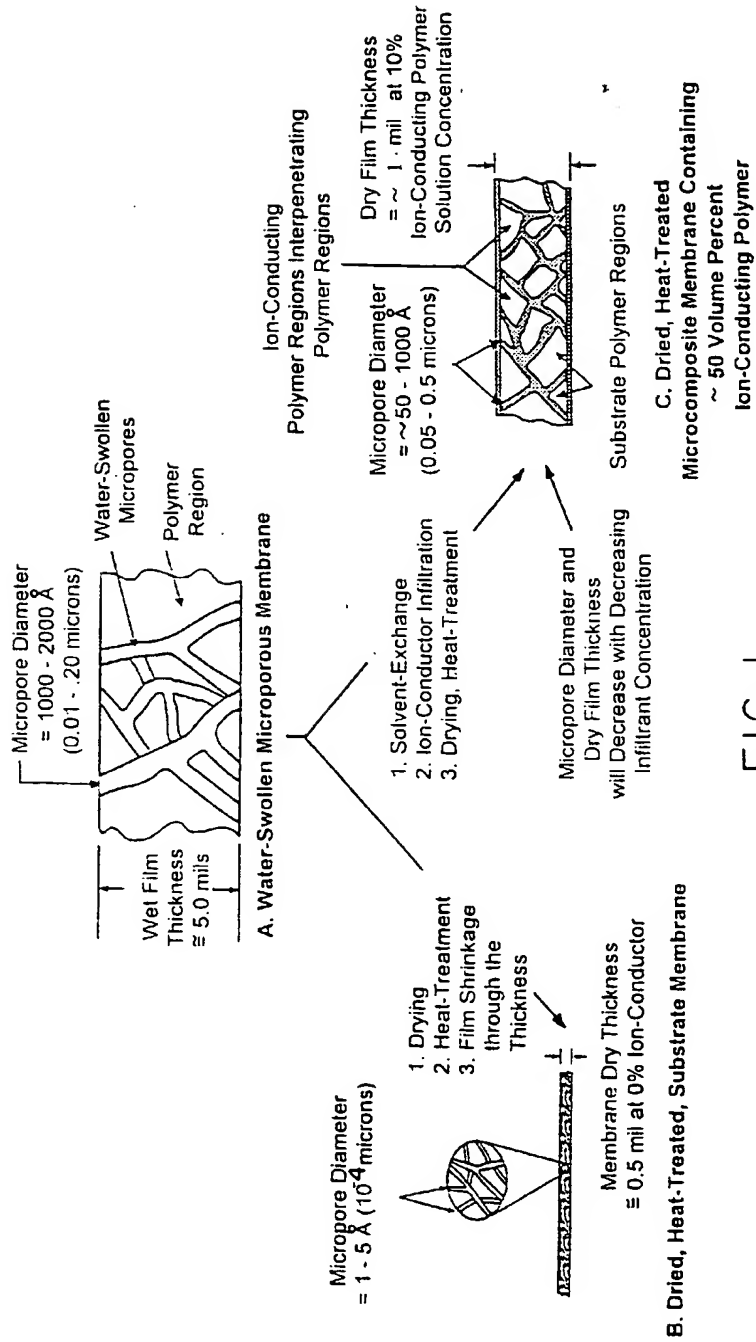 Micropore Diameter
= 1000 - 2000 Å
(0.01 - .20 microns)
Water-Swollen
Micropores
Polymer
Region
Wet Film
Thickness
≅ 5.0 mils
A. Water-Swollen Microporous Membrane
Micropore Diameter
= 1 - 5 Å (10⁻⁴ microns)
1. Drying
2. Heat-Treatment
3. Film Shrinkage
through the
Thickness
Membrane Dry Thickness
≅ 0.5 mil at 0% Ion-Conductor
B. Dried, Heat-Treated, Substrate Membrane
1. Solvent-Exchange
2. Ion-Conductor Infiltration
3. Drying, Heat-Treatment
Micropore Diameter and
Dry Film Thickness
will Decrease with Decreasing
Infiltrant Concentration
Ion-Conducting
Polymer Regions Interpenetrating
Polymer Regions
Micropore Diameter
= ~50 - 1000 Å
(0.05 - 0.5 microns)
Dry Film Thickness
= ~ 1 · mil at 10%
Ion-Conducting Polymer
Solution Concentration
Substrate Polymer Regions
C. Dried, Heat-Treated
Microcomposite Membrane Containing
~ 50 Volume Percent
Ion-Conducting Polymer